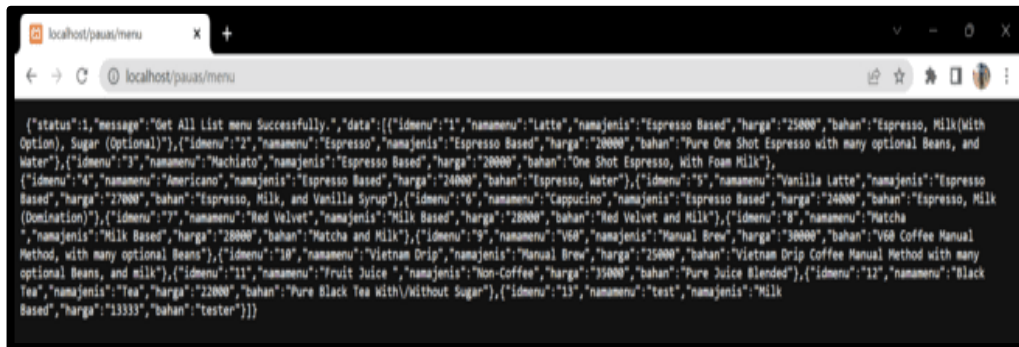 localhost/pauas/menu
localhost/pauas/menu
{"status":1,"message":"Get All List menu Successfully.","data":[{"idmenu":"1","namamenu":"Latte","namajenis":"Espresso Based","harga":"25000","bahan":"Espresso, Milk(With
Option), Sugar (Optional)"},{"idmenu":"2","namamenu":"Espresso","namajenis":"Espresso Based","harga":"20000","bahan":"Pure One Shot Espresso with many optional Beans, and
Water"},{"idmenu":"3","namamenu":"Machiato","namajenis":"Espresso Based","harga":"20000","bahan":"One Shot Espresso, With Foam Milk"},
{"idmenu":"4","namamenu":"Americano","namajenis":"Espresso Based","harga":"24000","bahan":"Espresso, Water"},{"idmenu":"5","namamenu":"Vanilla Latte","namajenis":"Espresso
Based","harga":"27000","bahan":"Espresso, Milk, and Vanilla Syrup"},{"idmenu":"6","namamenu":"Cappucino","namajenis":"Espresso Based","harga":"24000","bahan":"Espresso, Milk
(Domination)"},{"idmenu":"7","namamenu":"Red Velvet","namajenis":"Milk Based","harga":"28000","bahan":"Red Velvet and Milk"},{"idmenu":"8","namamenu":"Matcha
","namajenis":"Milk Based","harga":"28000","bahan":"Matcha and Milk"},{"idmenu":"9","namamenu":"V60","namajenis":"Manual Brew","harga":"30000","bahan":"V60 Coffee Manual
Method, with many optional Beans"},{"idmenu":"10","namamenu":"Vietnam Drip","namajenis":"Manual Brew","harga":"25000","bahan":"Vietnam Drip Coffee Manual Method with many
optional Beans, and milk"},{"idmenu":"11","namamenu":"Fruit Juice ","namajenis":"Non-Coffee","harga":"35000","bahan":"Pure Juice Blended"},{"idmenu":"12","namamenu":"Black
Tea","namajenis":"Tea","harga":"22000","bahan":"Pure Black Tea With\/Without Sugar"},{"idmenu":"13","namamenu":"test","namajenis":"Milk
Based","harga":"13333","bahan":"tester"}]}